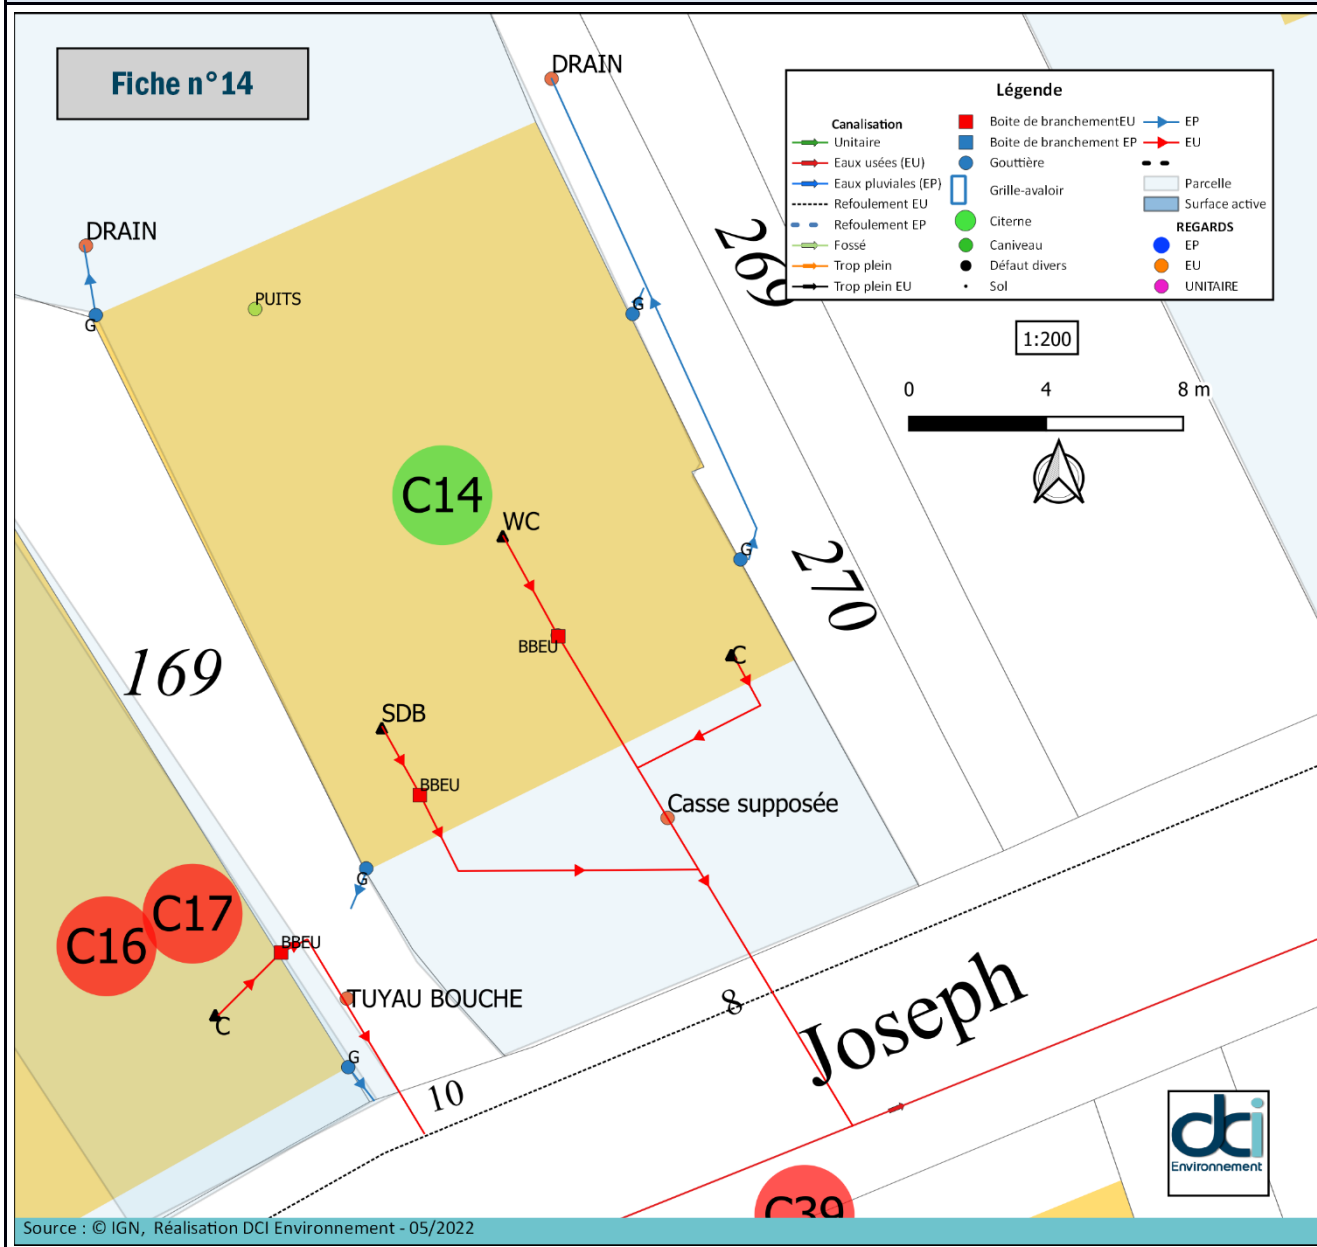 Fiche n°14
DRAIN
DRAIN
PUITS
G
G
G
G
G
C14
WC
BBEU
C
SDB
BBEU
Casse supposée
C17
C16
BBEU
C
TUYAU BOUCHE
169
269
270
8
10
Joseph
C39
Légende
Canalisation
Unitaire
Eaux usées (EU)
Eaux pluviales (EP)
Refoulement EU
Refoulement EP
Fossé
Trop plein
Trop plein EU
Boite de branchementEU
Boite de branchement EP
Gouttière
Grille-avaloir
Citerne
Caniveau
Défaut divers
Sol
EP
EU
Parcelle
Surface active
REGARDS
EP
EU
UNITAIRE
1:200
0 4 8 m
dci
Environnement
Source : © IGN, Réalisation DCI Environnement - 05/2022